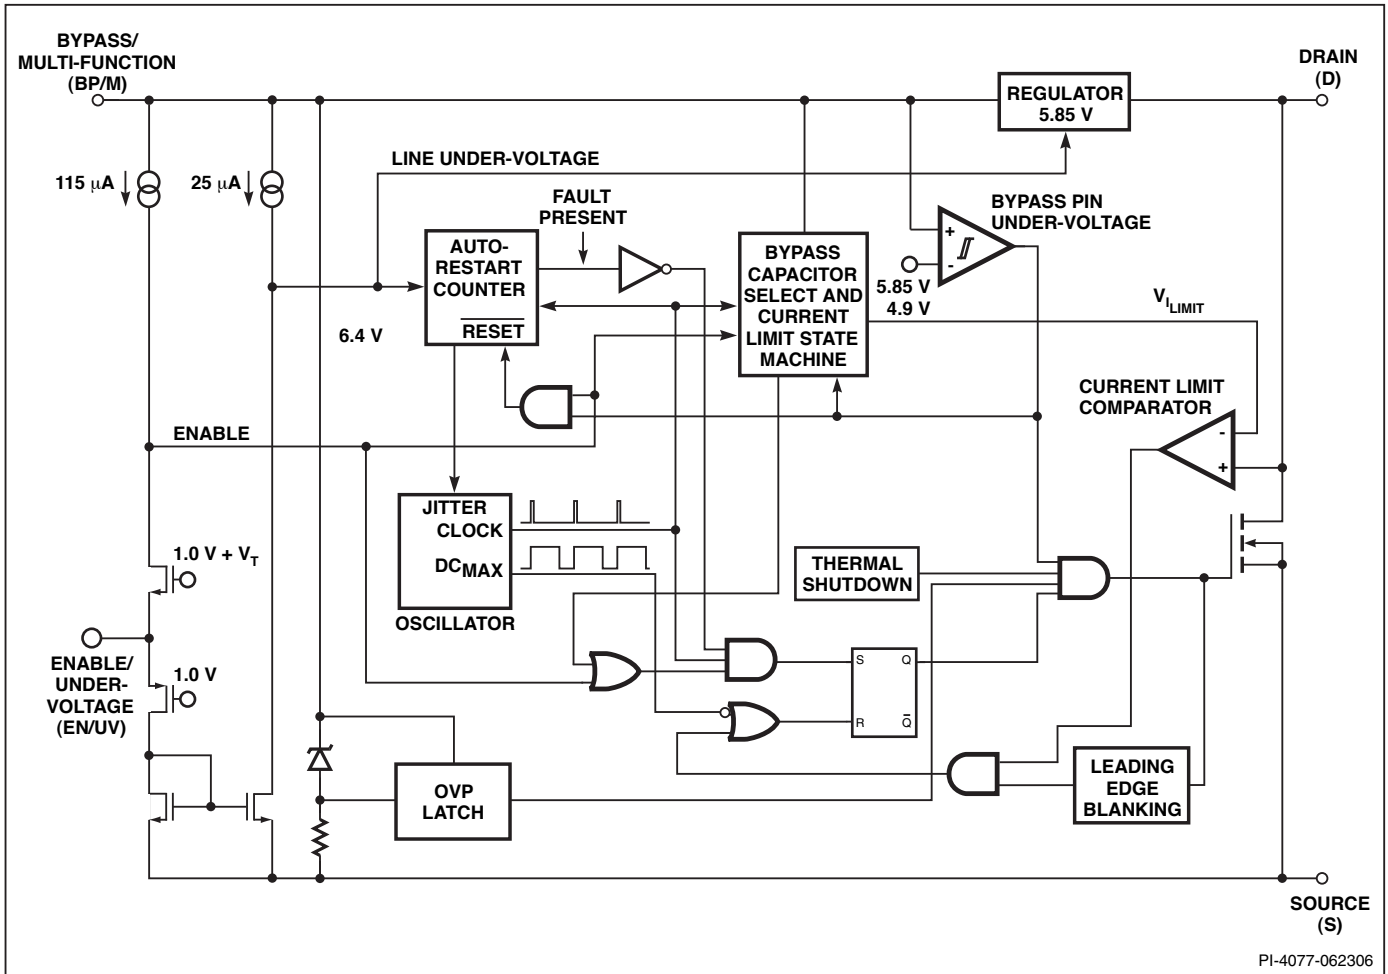 BYPASS/
MULTI-FUNCTION
(BP/M)
DRAIN
(D)
REGULATOR
5.85 V
LINE UNDER-VOLTAGE
115 μA
25 μA
FAULT
PRESENT
BYPASS PIN
UNDER-VOLTAGE
AUTO-
RESTART
COUNTER
RESET
BYPASS
CAPACITOR
SELECT AND
CURRENT
LIMIT STATE
MACHINE
+
-
5.85 V
4.9 V
VILIMIT
6.4 V
CURRENT LIMIT
COMPARATOR
-
+
ENABLE
JITTER
CLOCK
DCMAX
OSCILLATOR
1.0 V + VT
THERMAL
SHUTDOWN
ENABLE/
UNDER-
VOLTAGE
(EN/UV)
1.0 V
S Q
R Q̅
OVP
LATCH
LEADING
EDGE
BLANKING
SOURCE
(S)
PI-4077-062306